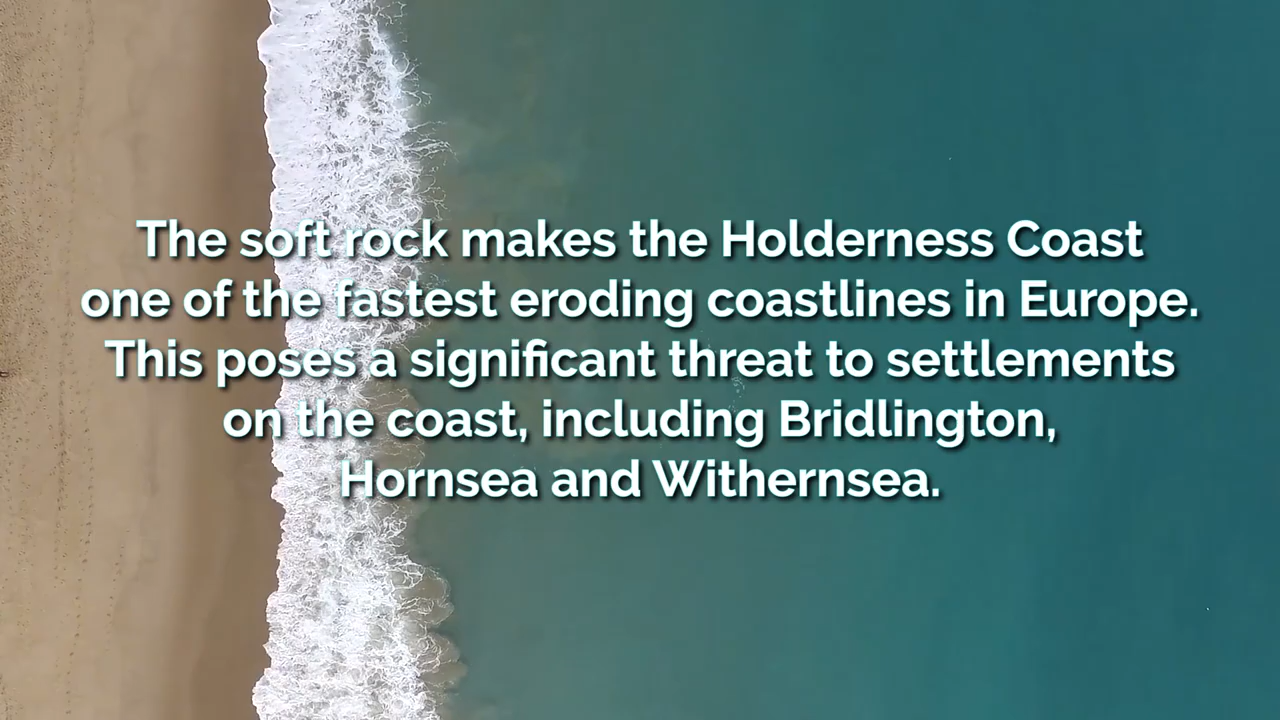 The soft rock makes the Holderness Coast
one of the fastest eroding coastlines in Europe.
This poses a significant threat to settlements
on the coast, including Bridlington,
Hornsea and Withernsea.